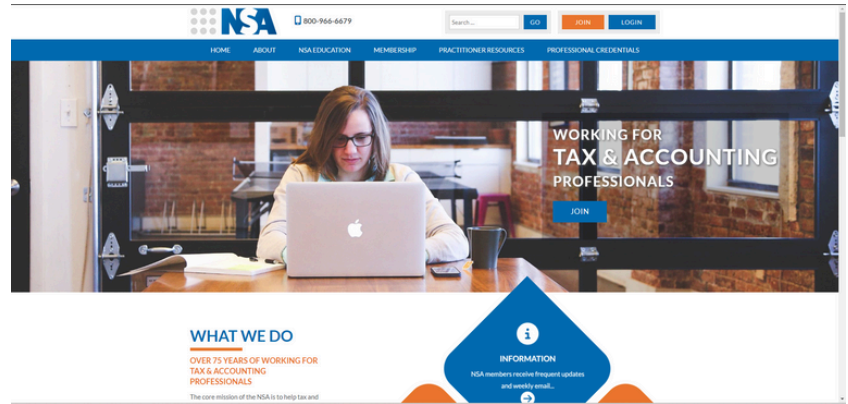 NSA
800-966-6679
Search....
GO
JOIN
LOGIN
HOME
ABOUT
NSA EDUCATION
MEMBERSHIP
PRACTITIONER RESOURCES
PROFESSIONAL CREDENTIALS
WORKING FOR
TAX & ACCOUNTING
PROFESSIONALS
JOIN
WHAT WE DO
OVER 75 YEARS OF WORKING FOR
TAX & ACCOUNTING
PROFESSIONALS
The core mission of the NSA is to help tax and
INFORMATION
NSA members receive frequent updates
and weekly email...